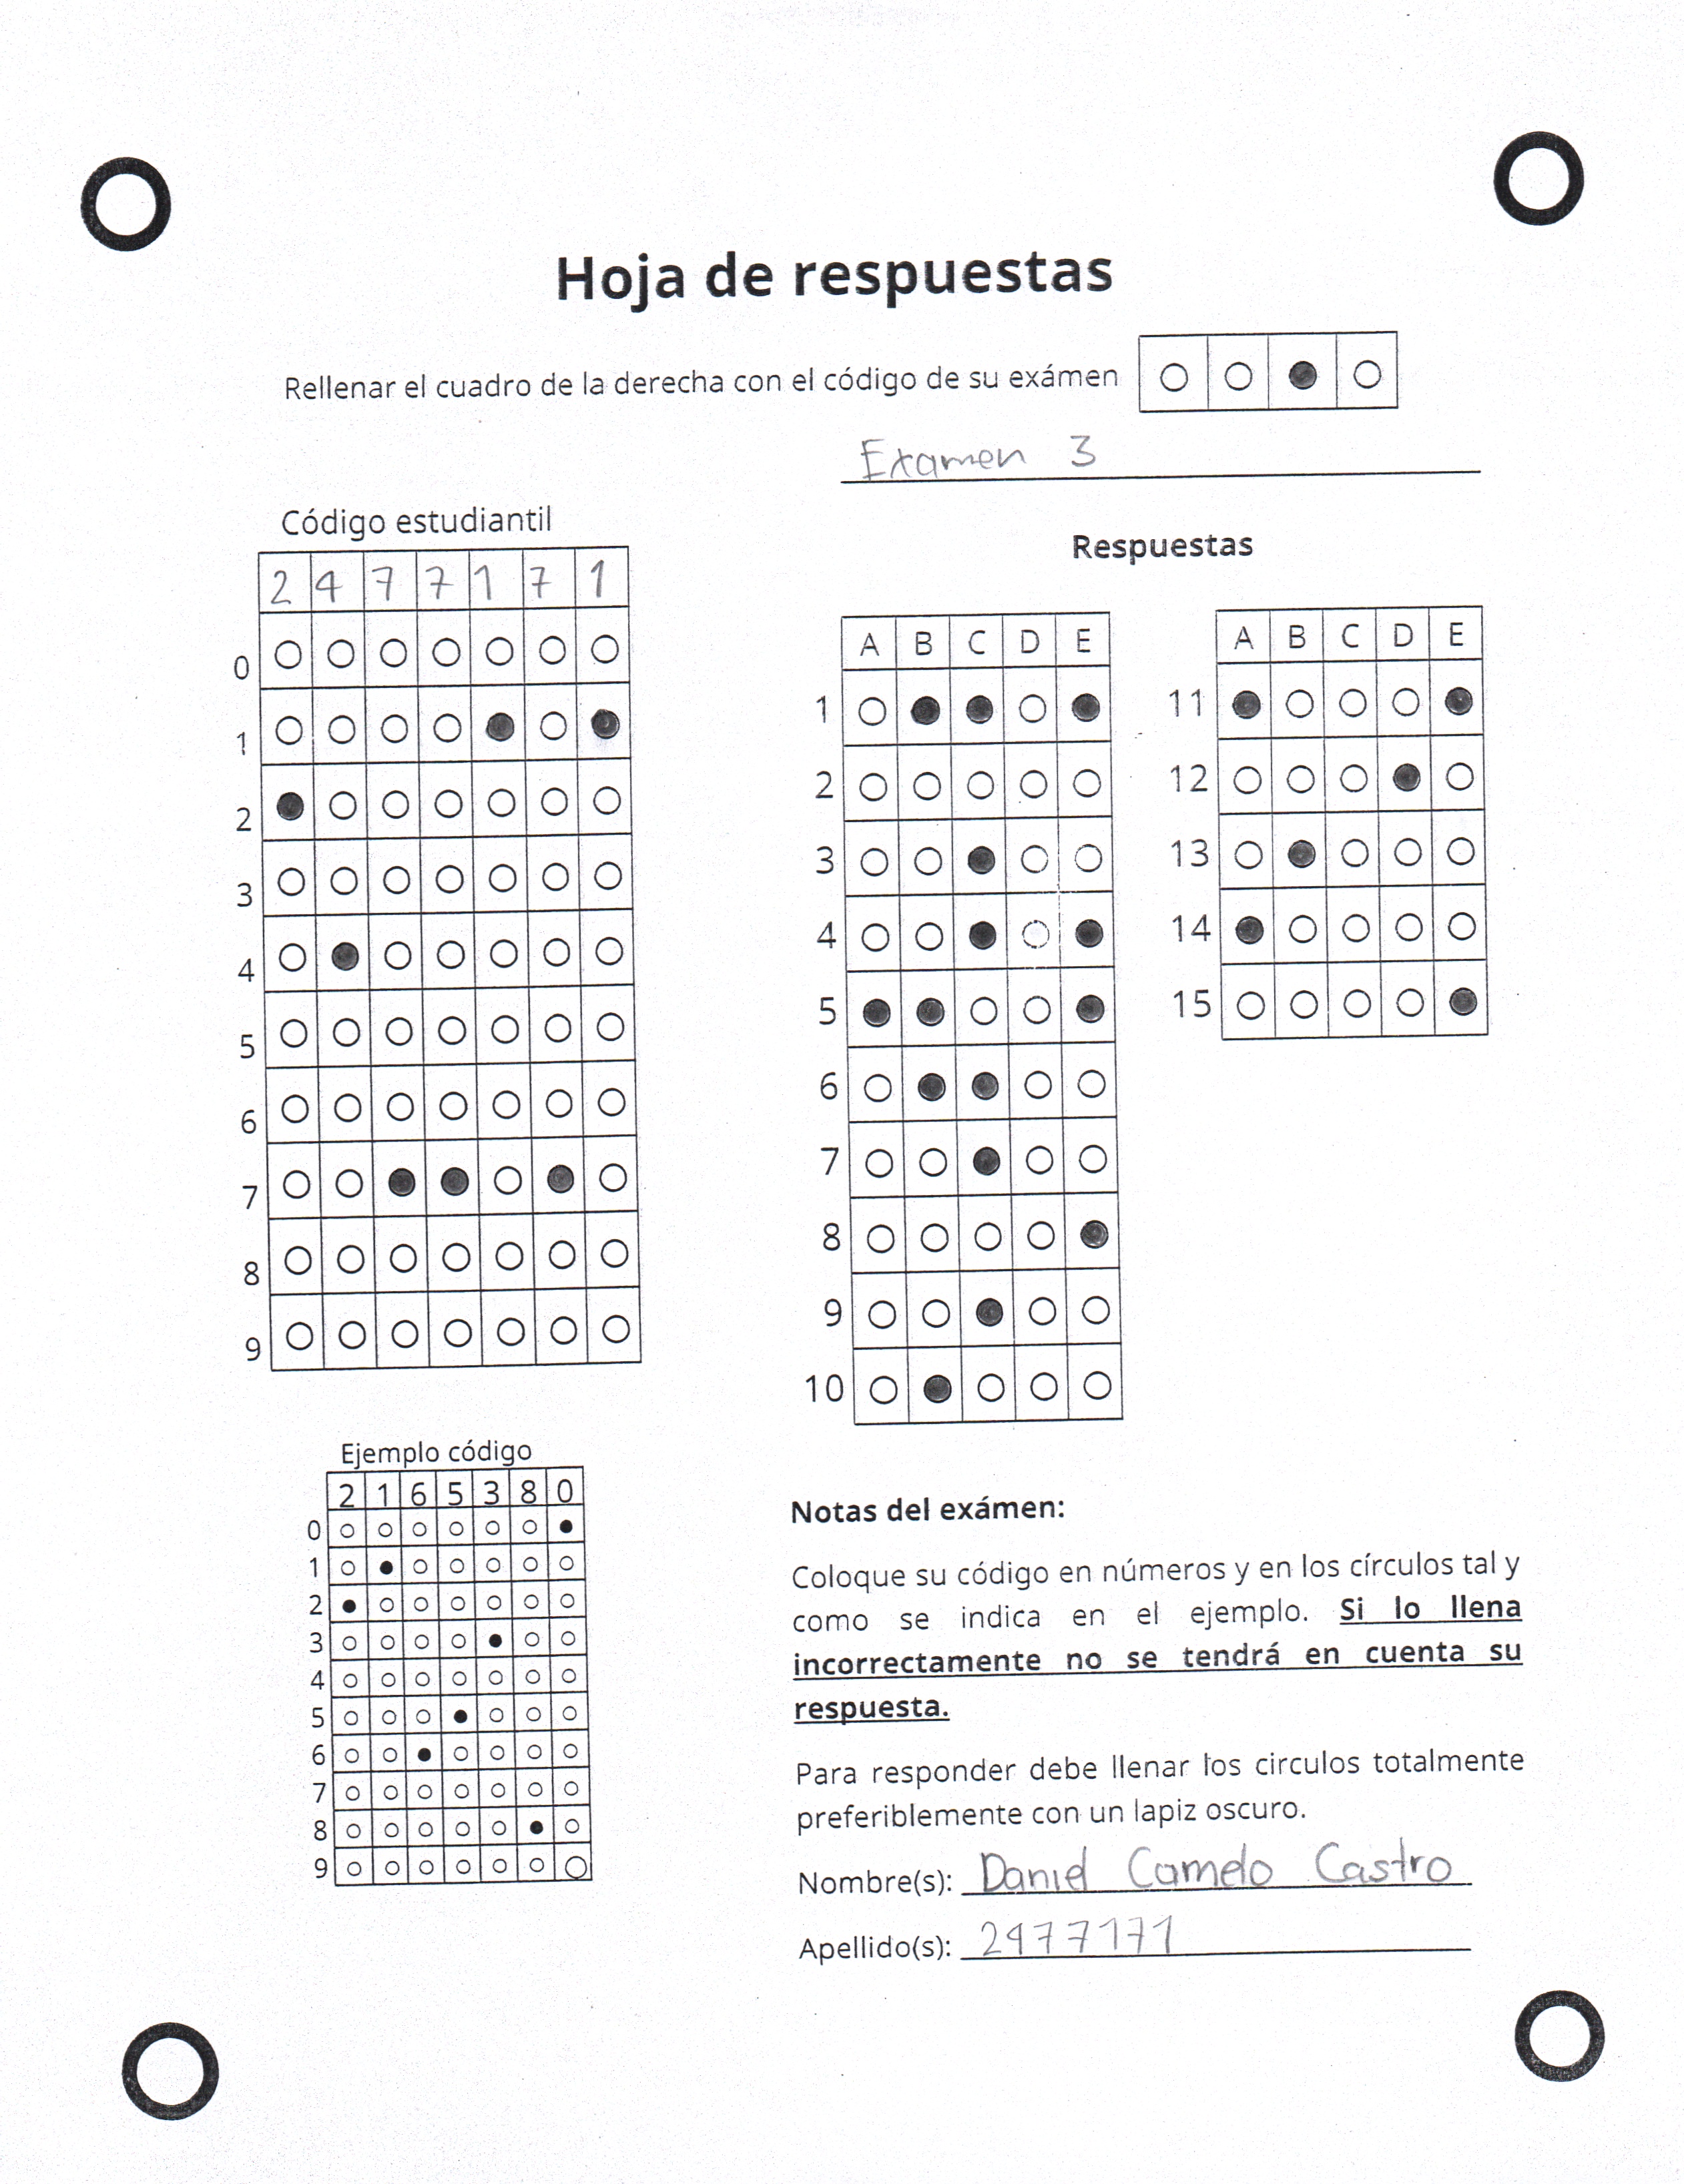 Hoja de respuestas
Rellenar el cuadro de la derecha con el código de su exámen
Examen 3
Código estudiantil
2 4 7 7 1 7 1
0
1
2
3
4
5
6
7
8
9
Respuestas
A B C D E
1
2
3
4
5
6
7
8
9
10
A B C D E
11
12
13
14
15
Ejemplo código
2 1 6 5 3 8 0
0
1
2
3
4
5
6
7
8
9
Notas del exámen:
Coloque su código en números y en los círculos tal y
como se indica en el ejemplo. Si lo llena
incorrectamente no se tendrá en cuenta su
respuesta.
Para responder debe llenar los circulos totalmente
preferiblemente con un lapiz oscuro.
Nombre(s): Daniel Camelo Castro
Apellido(s): 2477171